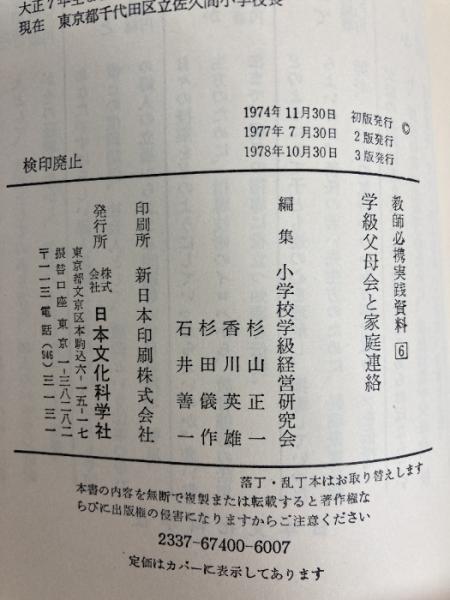 現在 東京都千代田区立佐久間小学校長
1974年11月30日 初版発行 ©
1977年7月30日 2版発行
1978年10月30日 3版発行
検印廃止
教師必携実践資料 6
学級父母会と家庭連絡
編集 小学校学級経営研究会
杉山正一
香川英雄
杉田儀作
石井善一
印刷所 新日本印刷株式会社
発行所 株式会社 日本文化科学社
東京都文京区本駒込六-一五-一七
振替口座 東京 一-三八二八二
〒一一三 電話(946)三一三一
落丁・乱丁本はお取り替えします
本書の内容を無断で複製または転載すると著作権な
らびに出版権の侵害になりますからご注意ください
2337-67400-6007
定価はカバーに表示してあります